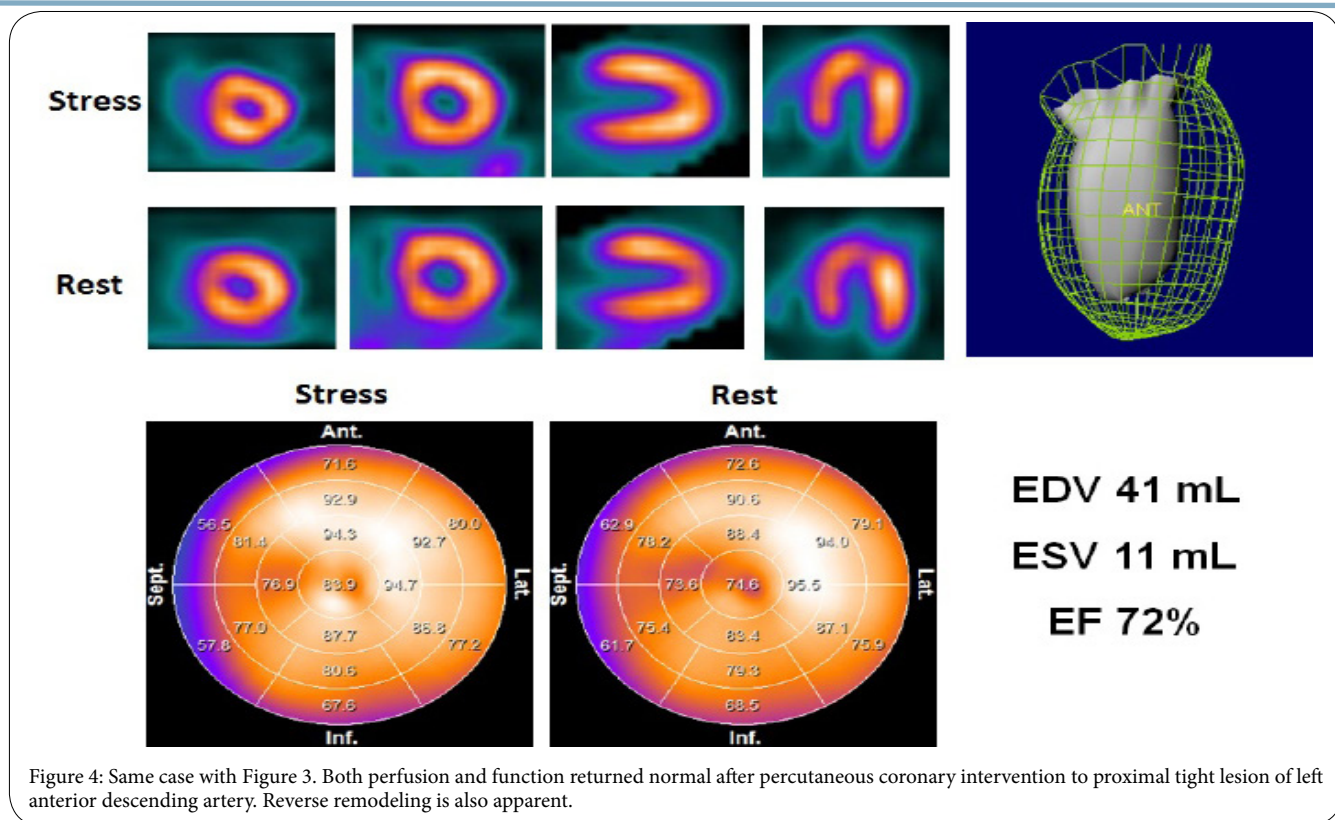 Stress
Rest
ANT
Stress
Rest
Ant.
71.6
92.9
94.3
56.5
81.4
80.0
92.7
Sept.
76.9
83.9
94.7
Lat.
77.0
57.8
87.7
86.8
77.2
80.6
67.6
Inf.
Ant.
72.6
90.6
88.4
62.9
78.2
79.1
94.0
Sept.
73.6
74.6
95.5
Lat.
75.4
61.7
83.4
87.1
75.9
79.3
68.5
Inf.
EDV 41 mL
ESV 11 mL
EF 72%
Figure 4: Same case with Figure 3. Both perfusion and function returned normal after percutaneous coronary intervention to proximal tight lesion of left
anterior descending artery. Reverse remodeling is also apparent.